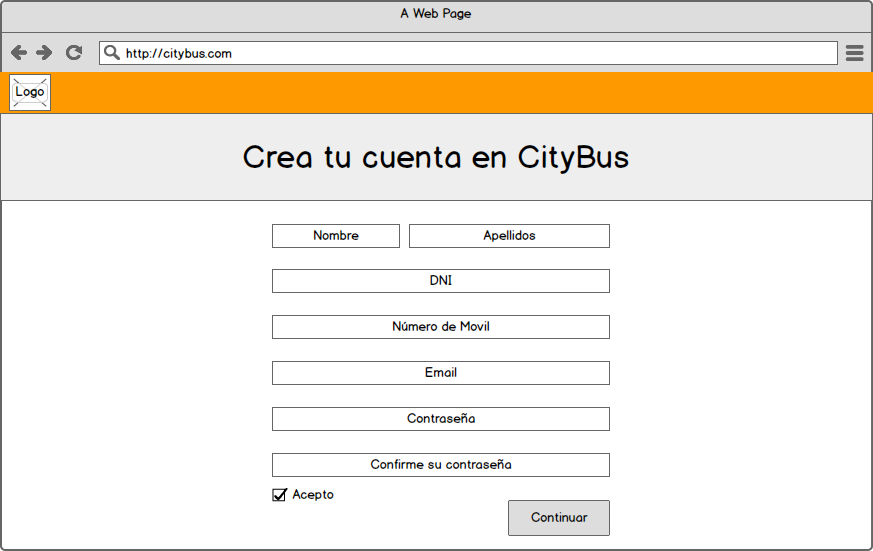 A Web Page
http://citybus.com
Logo
Crea tu cuenta en CityBus
Nombre Apellidos
DNI
Número de Movil
Email
Contraseña
Confirme su contraseña
Acepto
Continuar